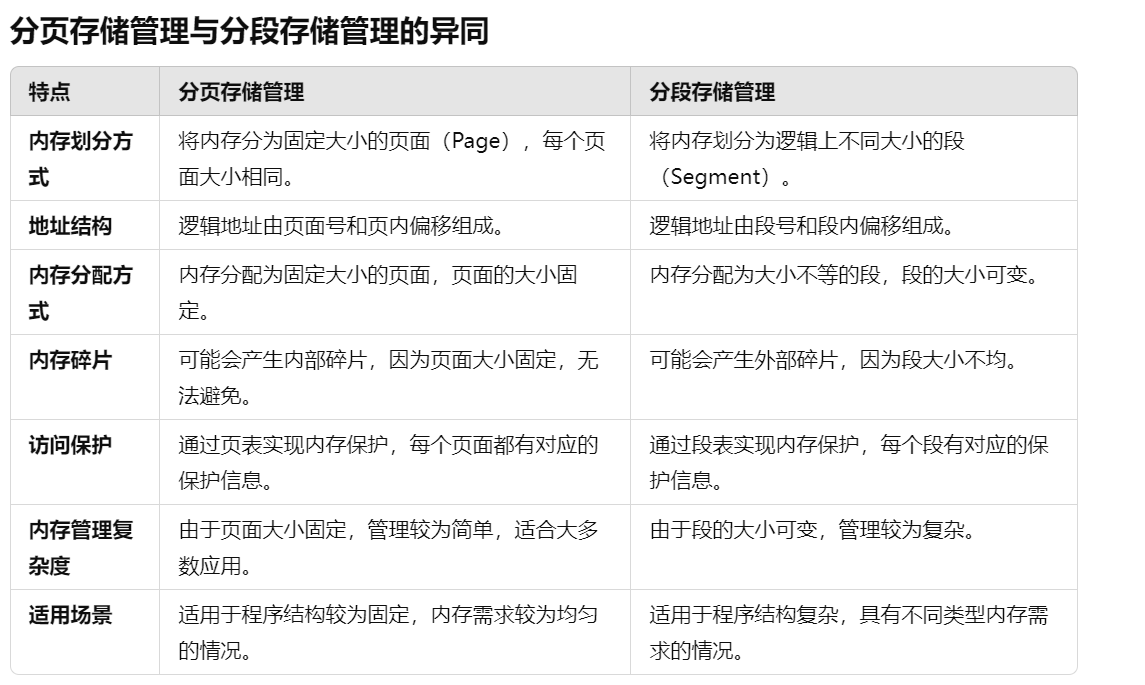 分页存储管理与分段存储管理的异同
特点
分页存储管理
分段存储管理
内存划分方
式
将内存分为固定大小的页面（Page），每个页
面大小相同。
将内存划分为逻辑上不同大小的段
（Segment）。
地址结构
逻辑地址由页面号和页内偏移组成。
逻辑地址由段号和段内偏移组成。
内存分配方
式
内存分配为固定大小的页面，页面的大小固
定。
内存分配为大小不等的段，段的大小可变。
内存碎片
可能会产生内部碎片，因为页面大小固定，无
法避免。
可能会产生外部碎片，因为段大小不均。
访问保护
通过页表实现内存保护，每个页面都有对应的
保护信息。
通过段表实现内存保护，每个段有对应的保
护信息。
内存管理复
杂度
由于页面大小固定，管理较为简单，适合大多
数应用。
由于段的大小可变，管理较为复杂。
适用场景
适用于程序结构较为固定，内存需求较为均匀
的情况。
适用于程序结构复杂，具有不同类型内存需
求的情况。